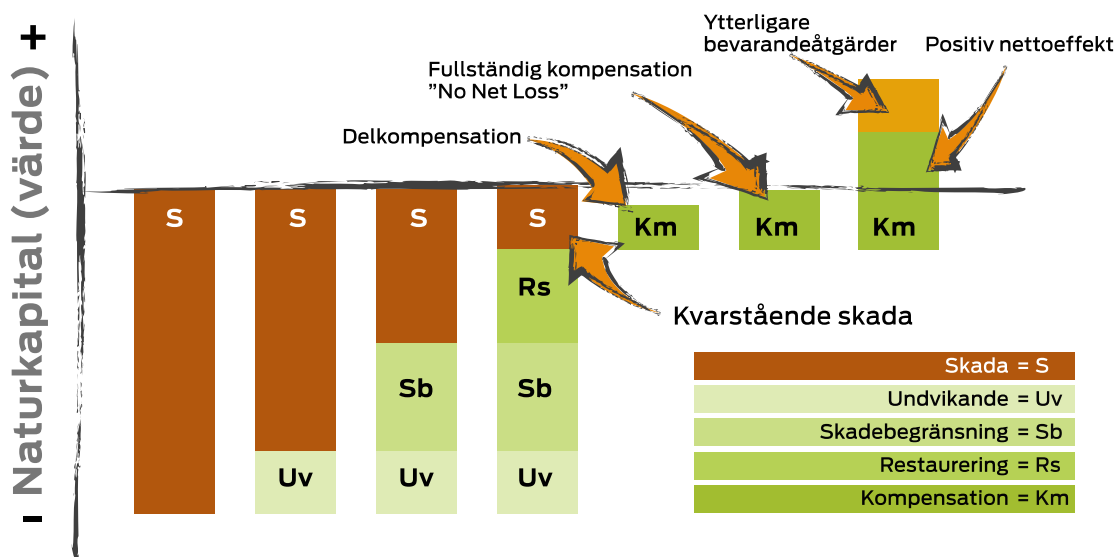 - Naturkapital (värde) +
Ytterligare
bevarandeåtgärder
Positiv nettoeffekt
Fullständig kompensation
”No Net Loss”
Delkompensation
S
S
S
S
Km
Km
Km
Rs
Kvarstående skada
Sb
Sb
Uv
Uv
Uv
Skada = S
Undvikande = Uv
Skadebegränsning = Sb
Restaurering = Rs
Kompensation = Km